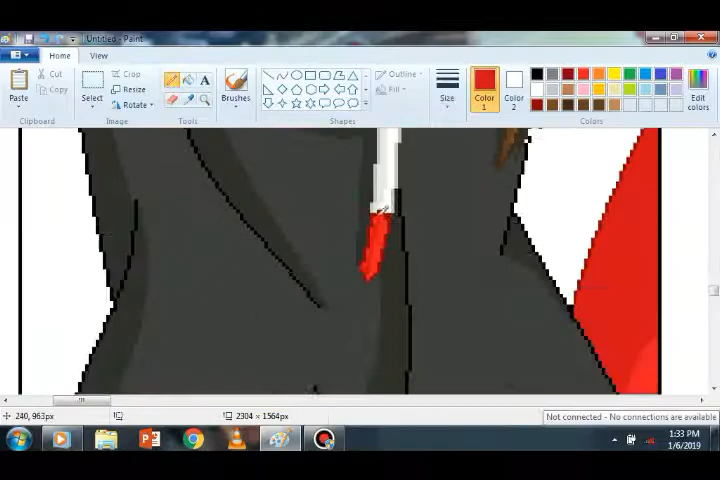 Untitled - Paint
Home View
Paste
Cut
Copy
Clipboard
Select
Crop
Resize
Rotate
Image
A
Tools
Brushes
Shapes
Outline
Fill
Size
Color 1
Color 2
Colors
Edit colors
240, 963px
2304 × 1564px
Not connected - No connections are available
1:33 PM
1/6/2019